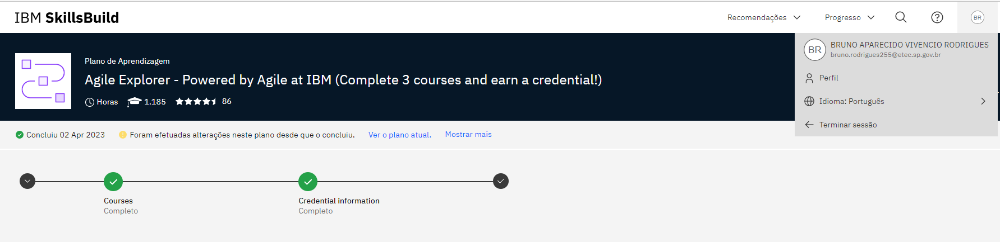 IBM SkillsBuild
Recomendações
Progresso
BR
BR
BRUNO APARECIDO VIVENCIO RODRIGUES
bruno.rodrigues255@etec.sp.gov.br
Perfil
Idioma: Português
Terminar sessão
Plano de Aprendizagem
Agile Explorer - Powered by Agile at IBM (Complete 3 courses and earn a credential!)
Horas 1.185 86
Concluiu 02 Apr 2023 Foram efetuadas alterações neste plano desde que o concluiu. Ver o plano atual. Mostrar mais
Courses
Completo
Credential information
Completo